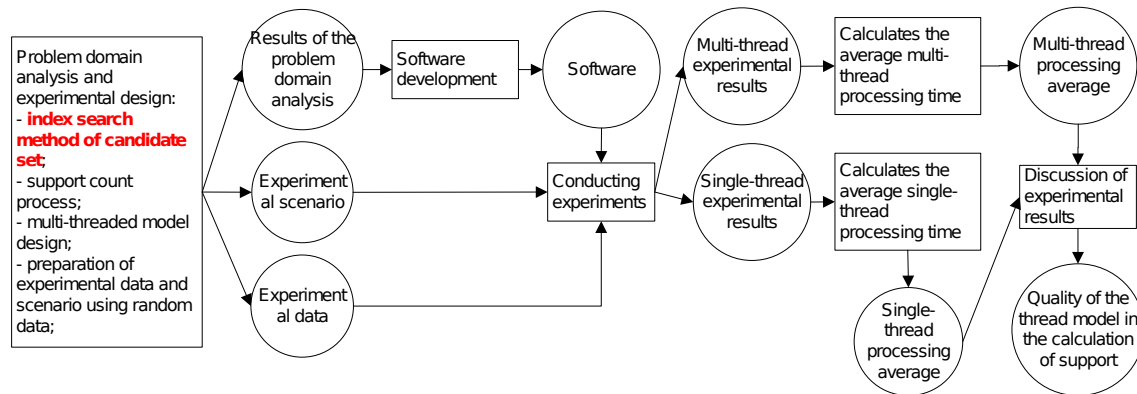 Problem domain
analysis and
experimental design:
- index search
method of candidate
set;
- support count
process;
- multi-threaded model
design;
- preparation of
experimental data and
scenario using random
data;
Results of the
problem
domain
analysis
Software
development
Software
Experiment
al scenario
Experiment
al data
Conducting
experiments
Multi-thread
experimental
results
Single-thread
experimental
results
Calculates the
average multi-
thread
processing time
Calculates the
average single-
thread
processing time
Multi-thread
processing
average
Single-
thread
processing
average
Discussion of
experimental
results
Quality of the
thread model in
the calculation
of support